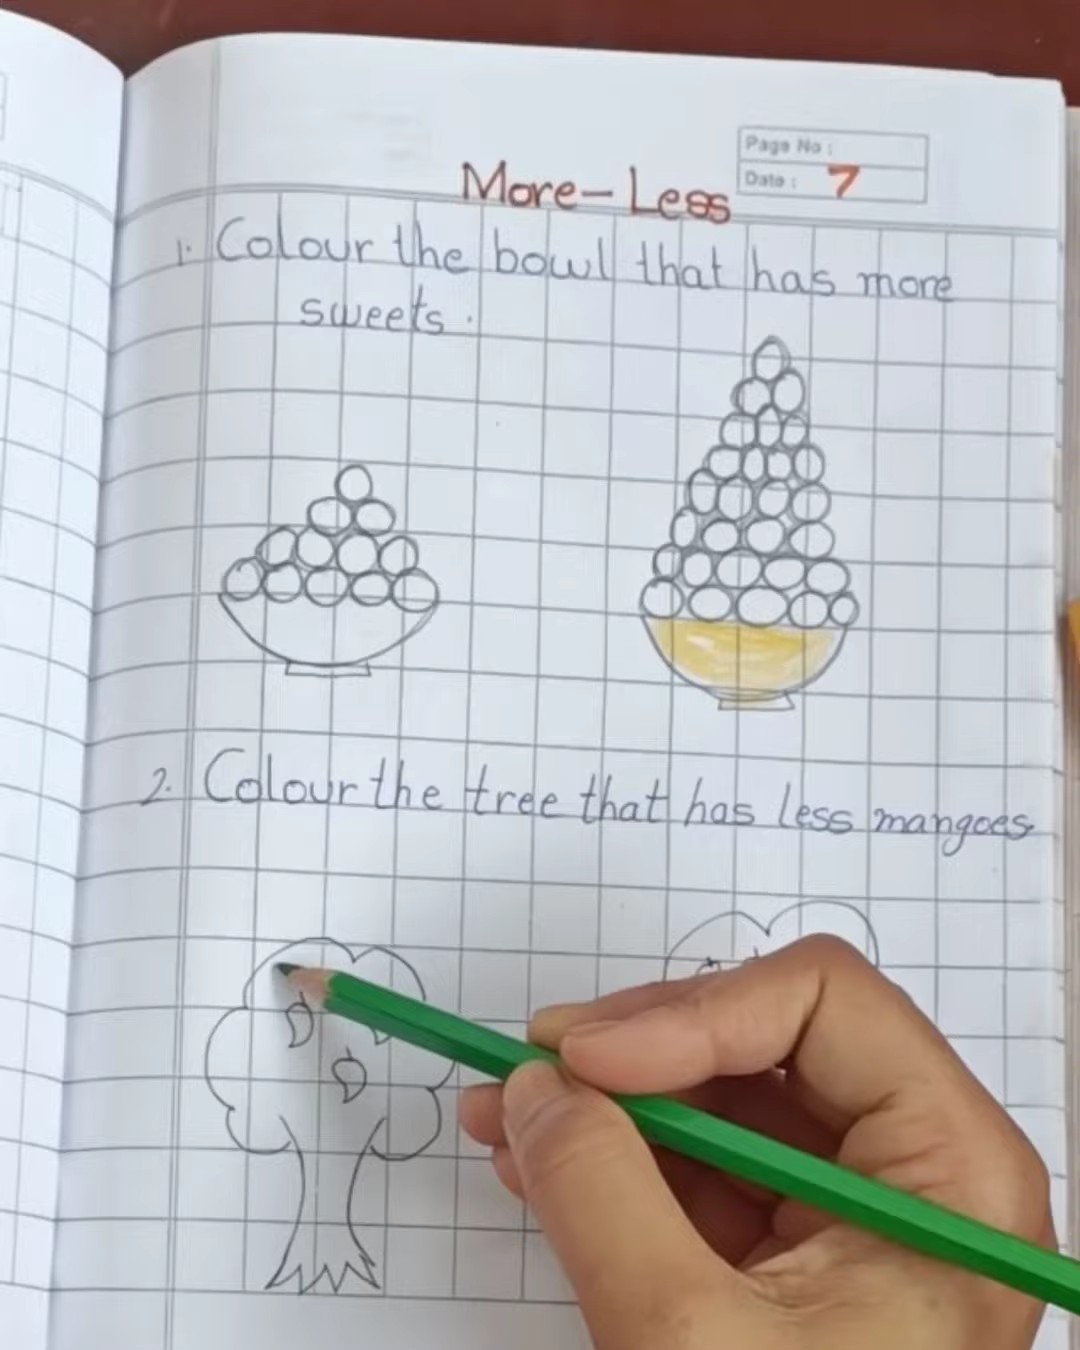 Page No :
Date : 7
More - Less
1. Colour the bowl that has more
sweets.
2. Colour the tree that has less mangoes.